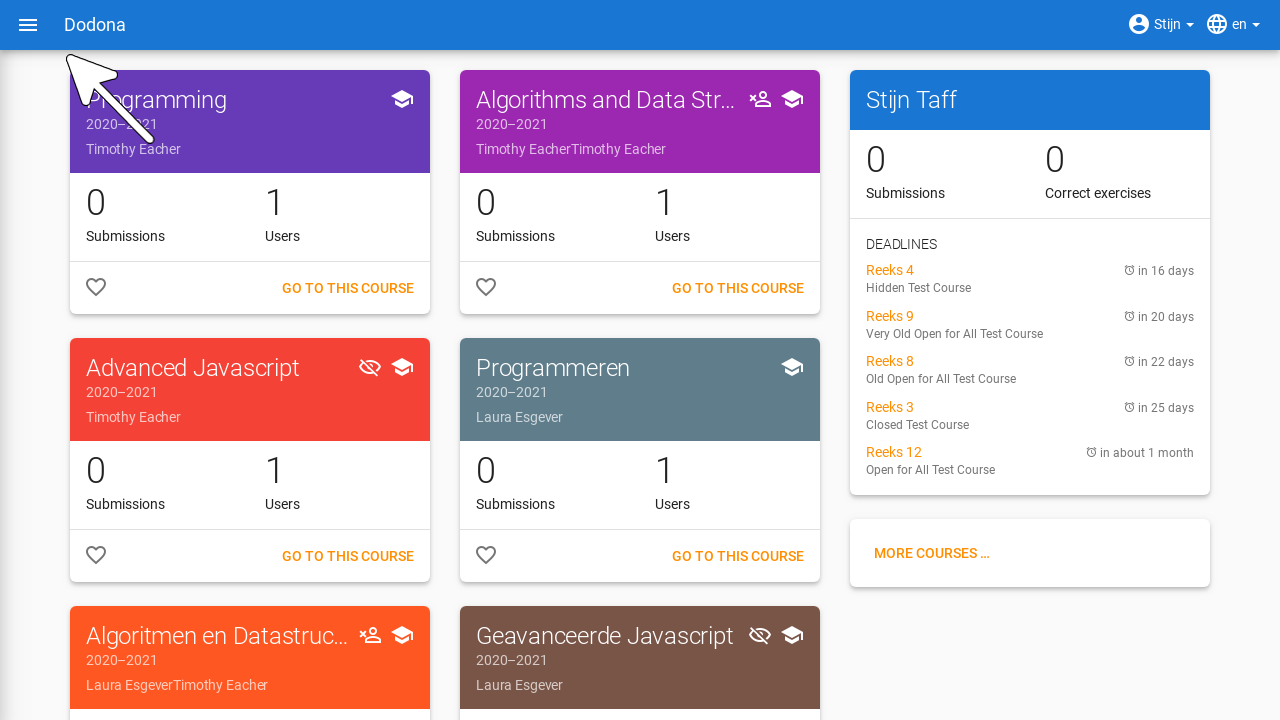 Dodona
Stijn
en
Programming
2020–2021
Timothy Eacher
0
Submissions
1
Users
GO TO THIS COURSE
Algorithms and Data Str...
2020–2021
Timothy EacherTimothy Eacher
0
Submissions
1
Users
GO TO THIS COURSE
Advanced Javascript
2020–2021
Timothy Eacher
0
Submissions
1
Users
GO TO THIS COURSE
Programmeren
2020–2021
Laura Esgever
0
Submissions
1
Users
GO TO THIS COURSE
Algoritmen en Datastruc...
2020–2021
Laura EsgeverTimothy Eacher
Geavanceerde Javascript
2020–2021
Laura Esgever
Stijn Taff
0
Submissions
0
Correct exercises
DEADLINES
Reeks 4 in 16 days
Hidden Test Course
Reeks 9 in 20 days
Very Old Open for All Test Course
Reeks 8 in 22 days
Old Open for All Test Course
Reeks 3 in 25 days
Closed Test Course
Reeks 12 in about 1 month
Open for All Test Course
MORE COURSES ...